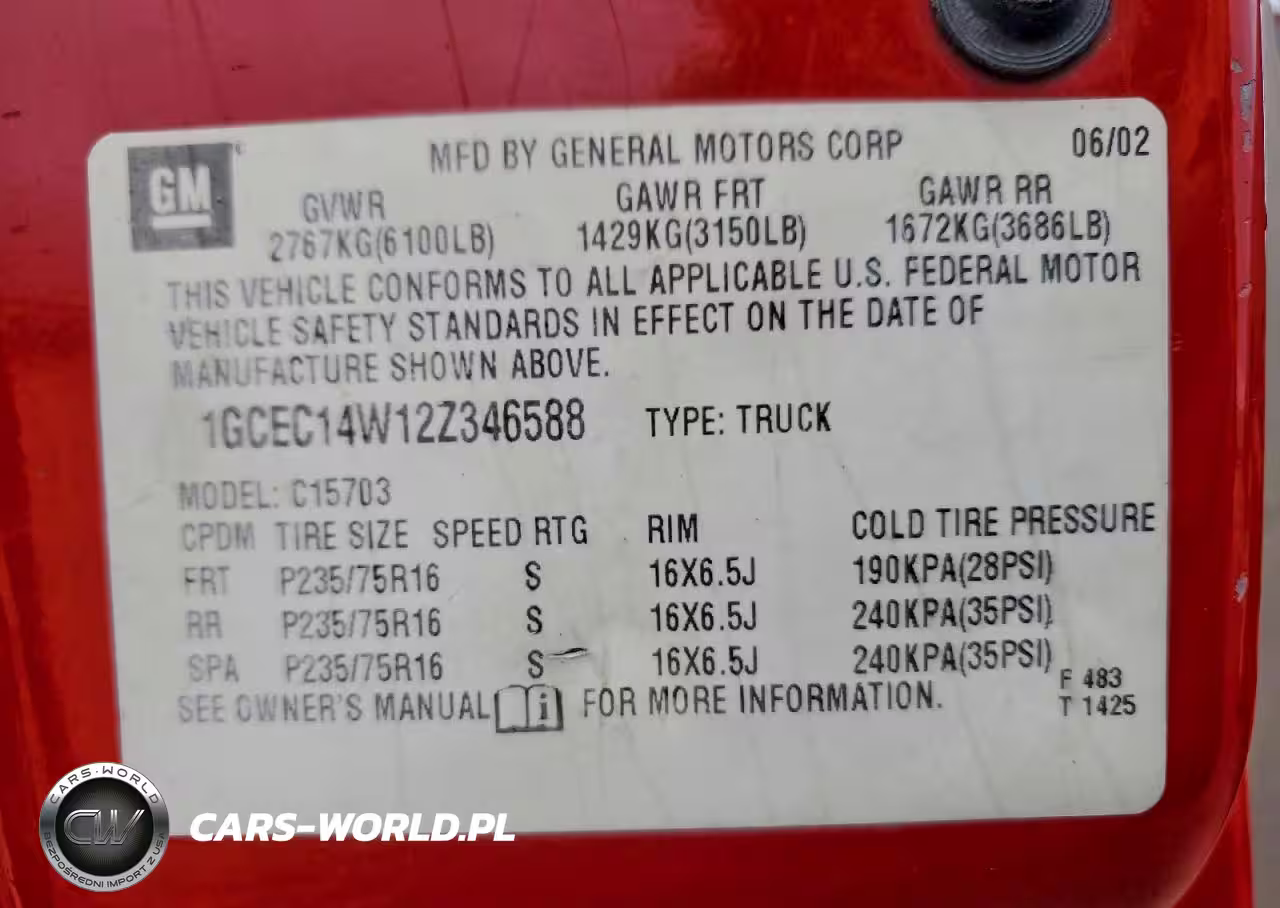 GM
MFD BY GENERAL MOTORS CORP 06/02
GVWR GAWR FRT GAWR RR
2767KG(6100LB) 1429KG(3150LB) 1672KG(3686LB)
THIS VEHICLE CONFORMS TO ALL APPLICABLE U.S. FEDERAL MOTOR
VEHICLE SAFETY STANDARDS IN EFFECT ON THE DATE OF
MANUFACTURE SHOWN ABOVE.
1GCEC14W12Z346588 TYPE: TRUCK
MODEL: C15703
CPDM TIRE SIZE SPEED RTG RIM COLD TIRE PRESSURE
FRT P235/75R16 S 16X6.5J 190KPA(28PSI)
RR P235/75R16 S 16X6.5J 240KPA(35PSI)
SPA P235/75R16 S 16X6.5J 240KPA(35PSI)
SEE OWNER'S MANUAL i FOR MORE INFORMATION.
F 483
T 1425
CARS-WORLD
CW
BEZPOŚREDNI IMPORT Z USA
CARS-WORLD.PL